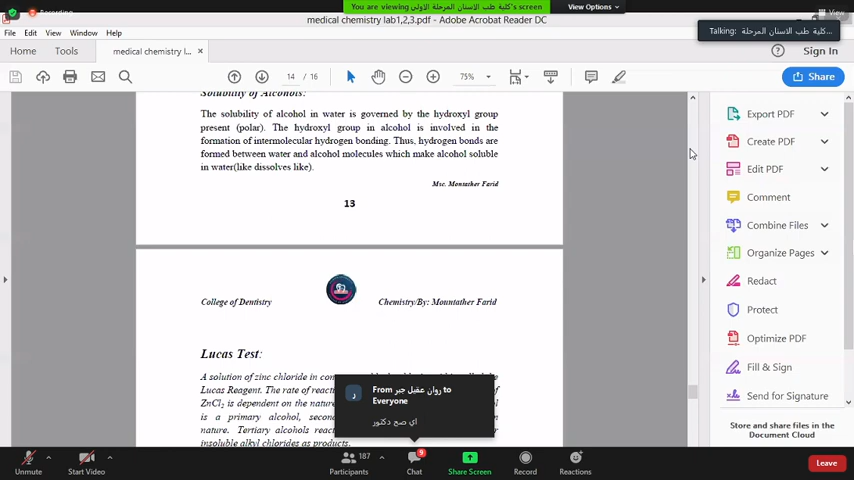 Recording
You are viewing كلية طب الاسنان المرحلة الاولى's screen
View Options
View
medical chemistry lab1,2,3.pdf - Adobe Acrobat Reader DC
File Edit View Window Help
Talking: كلية طب الاسنان المرحلة...
Home Tools medical chemistry l... × Sign In
14 / 16 75% Share
Solubility of Alcohols:
The solubility of alcohol in water is governed by the hydroxyl group
present (polar). The hydroxyl group in alcohol is involved in the
formation of intermolecular hydrogen bonding. Thus, hydrogen bonds are
formed between water and alcohol molecules which make alcohol soluble
in water(like dissolves like).
Msc. Montather Farid
13
College of Dentistry Chemistry/By: Mountather Farid
Lucas Test:
A solution of zinc chloride in
Lucas Reagent. The rate of
ZnCl2 is dependent on the
is a primary alcohol,
nature. Tertiary alcohols
insoluble alkyl chlorides as products.
ر
From روان عقيل جبر to
Everyone
اي صح دكتور
Export PDF
Create PDF
Edit PDF
Comment
Combine Files
Organize Pages
Redact
Protect
Optimize PDF
Fill & Sign
Send for Signature
Store and share files in the
Document Cloud
187 9
Unmute Start Video Participants Chat Share Screen Record Reactions Leave